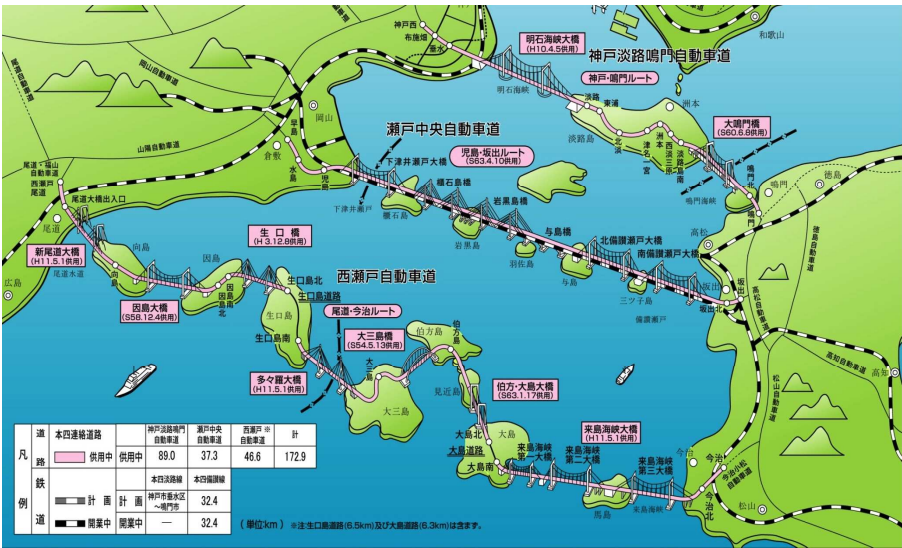 神戸西
布施畑
垂水
明石海峡大橋
(H10.4.5供用)
神戸淡路鳴門自動車道
和歌山
明石海峡
神戸・鳴門ルート
淡路
東浦
洲本
淡路島
北淡
津名一宮
洲本
西淡三原
淡路島南
大鳴門橋
(S60.6.8供用)
鳴門北
鳴門海峡
鳴門
鳴門
徳島
徳島自動車道
尾道自動車道
岡山自動車道
山陽自動車道
岡山
早島
倉敷
水島
児島
瀬戸中央自動車道
児島・坂出ルート
(S63.4.10供用)
下津井瀬戸大橋
下津井瀬戸
櫃石島橋
櫃石島
岩黒島橋
岩黒島
与島橋
羽佐島
与島
北備讃瀬戸大橋
南備讃瀬戸大橋
三ツ子島
備讃瀬戸
高松
坂出
坂出
坂出北
高松自動車道
高知自動車道
高知
松山自動車道
尾道・福山
自動車道
西瀬戸
尾道
尾道大橋出入口
尾道
広島
新尾道大橋
(H11.5.1供用)
尾道水道
向島
向島
因島大橋
(S58.12.4供用)
因島
因島北
因島南
生口橋
(H 3.12.8供用)
西瀬戸自動車道
生口島北
生口島道路
生口島
生口島南
尾道・今治ルート
多々羅大橋
(H11.5.1供用)
大三島橋
(S54.5.13供用)
大三島
大三島
伯方島
伯方島
見近島
伯方・大島大橋
(S63.1.17供用)
大島北
大島
大島道路
大島南
来島海峡大橋
(H11.5.1供用)
来島海峡
第一大橋
来島海峡
第二大橋
来島海峡
第三大橋
馬島
来島海峡
今治
今治
今治北
今治小松自動車道
松山
凡例
道路
本四連絡道路
神戸淡路鳴門
自動車道
瀬戸中央
自動車道
西瀬戸※
自動車道
計
供用中
供用中
89.0
37.3
46.6
172.9
鉄道
本四淡路線
本四備讃線
計画
計画
神戸市垂水区
～鳴門市
32.4
開業中
開業中
―
32.4
(単位km)
※注:生口島道路(6.5km)及び大島道路(6.3km)は含ます。